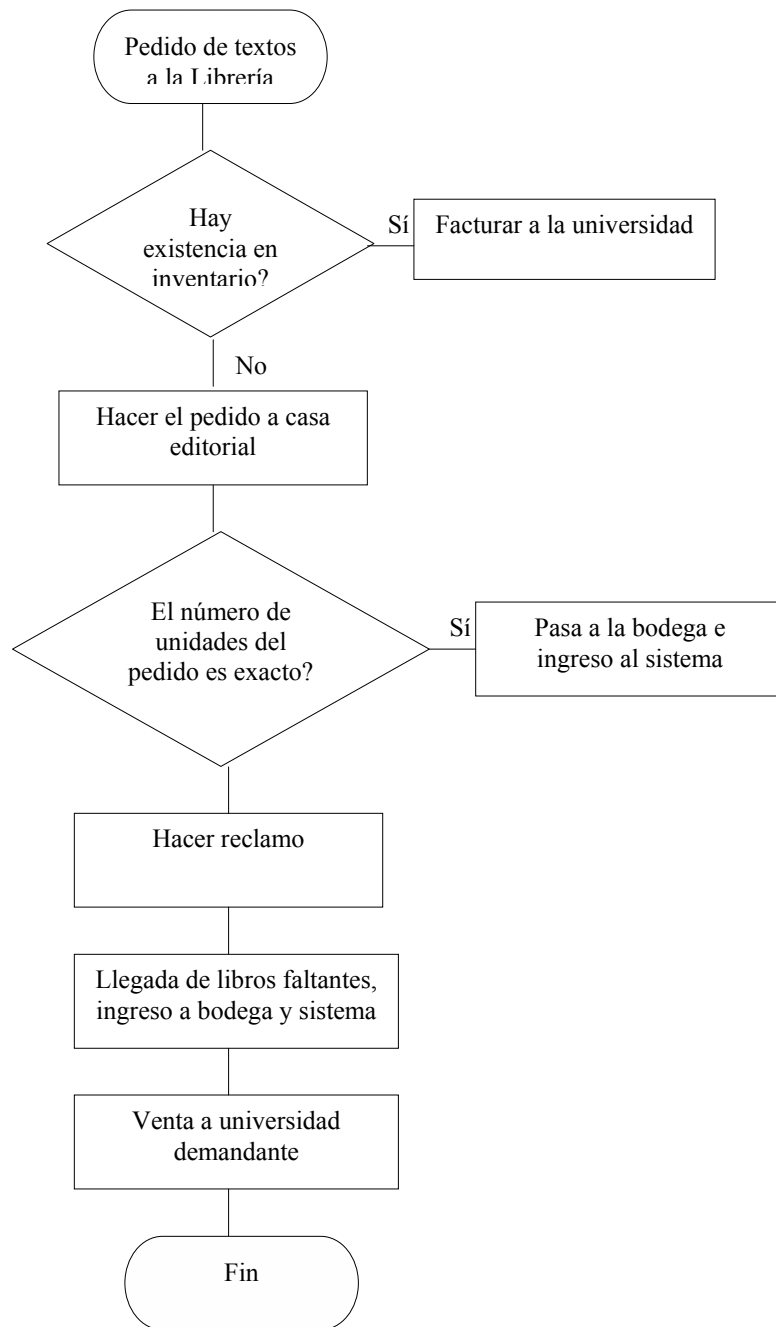 Pedido de textos
a la Librería
Hay
existencia en
inventario?
Sí
Facturar a la universidad
No
Hacer el pedido a casa
editorial
El número de
unidades del
pedido es exacto?
Sí
Pasa a la bodega e
ingreso al sistema
Hacer reclamo
Llegada de libros faltantes,
ingreso a bodega y sistema
Venta a universidad
demandante
Fin